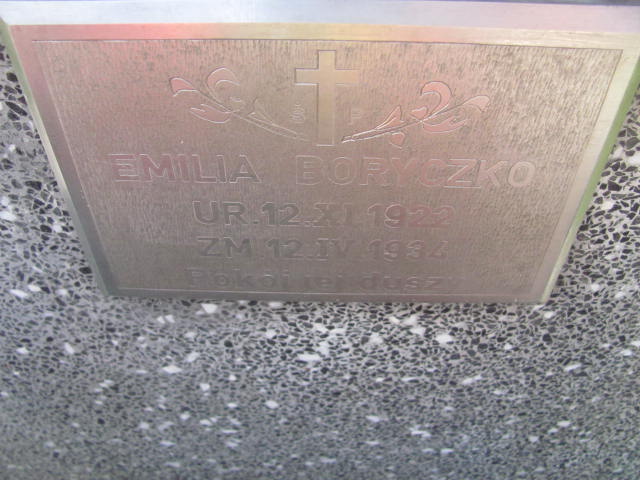 Ś P
EMILIA BORYCZKO
UR.12.XI 1922
ZM 12.IV 1934
Pokój jej duszy